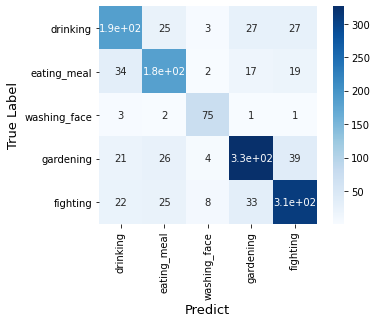 drinking 1.9e+02 25 3 27 27
eating_meal 34 1.8e+02 2 17 19
washing_face 3 2 75 1 1
gardening 21 26 4 3.3e+02 39
fighting 22 25 8 33 3.1e+02
drinking eating_meal washing_face gardening fighting
True Label
Predict
300
250
200
150
100
50